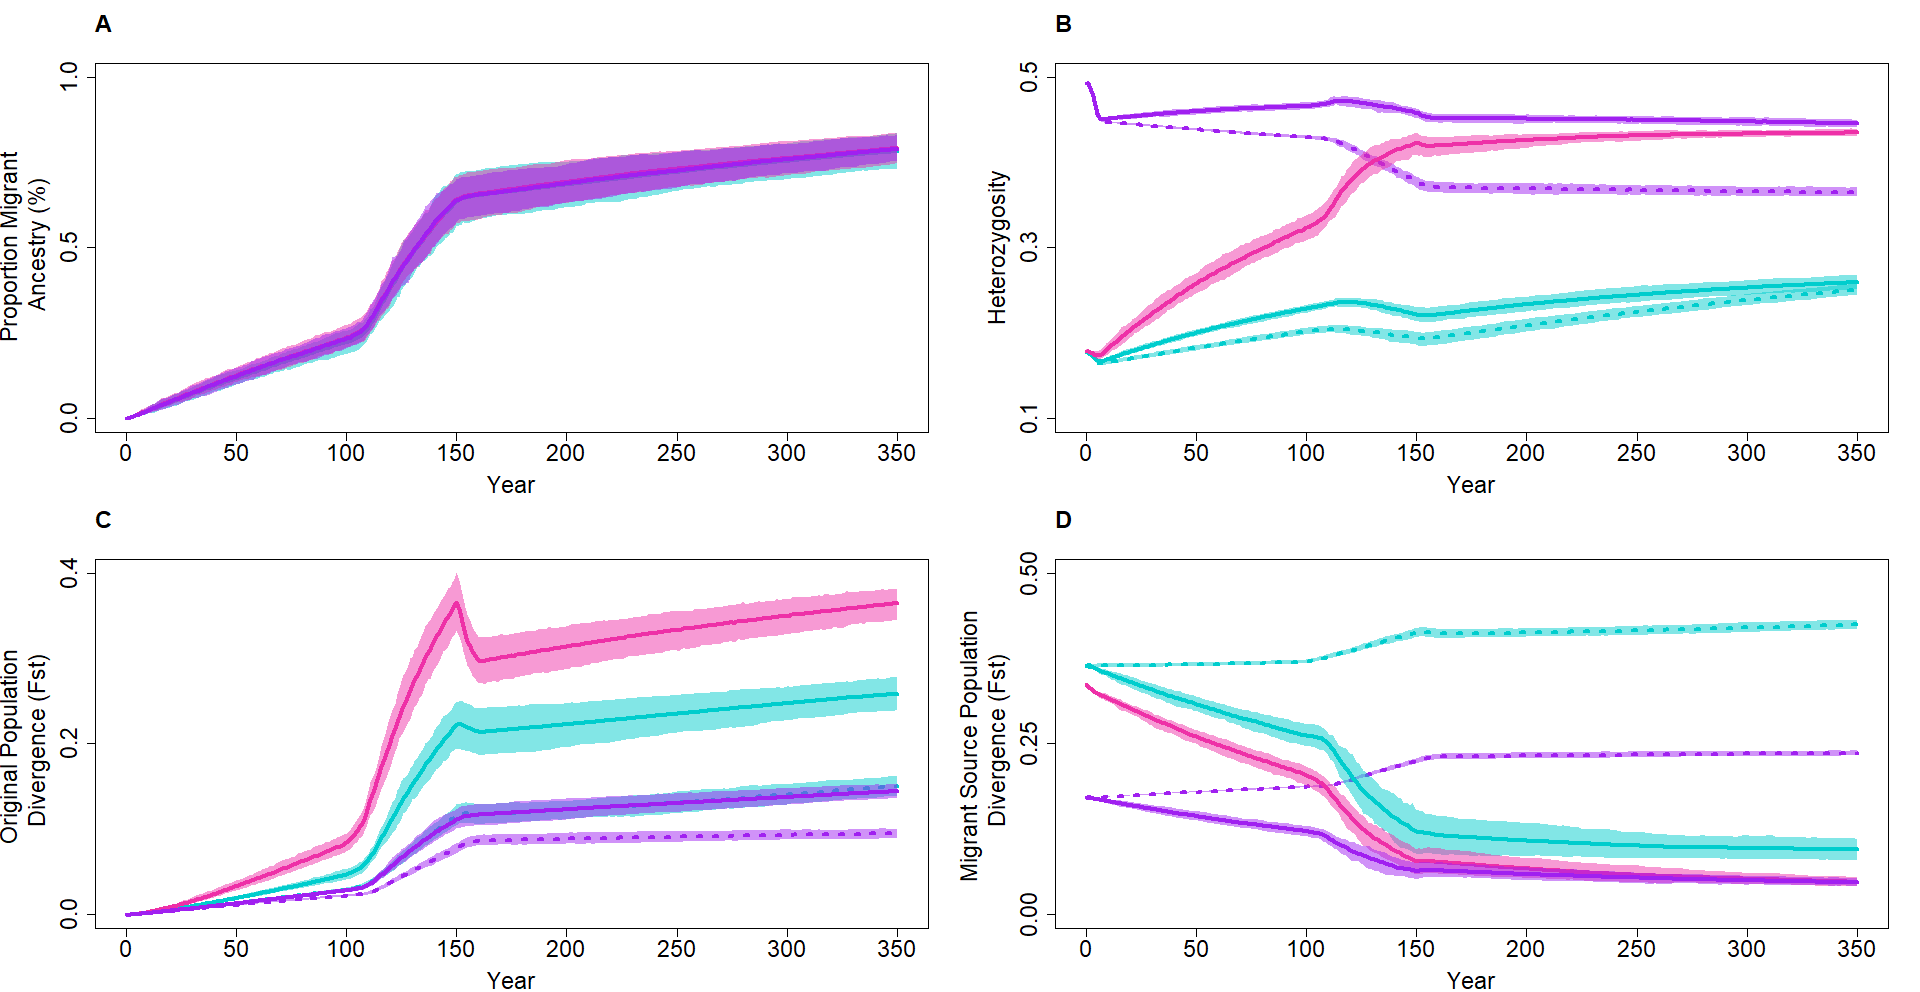 A
Proportion Migrant
Ancestry (%)
1.0
0.5
0.0
0 50 100 150 200 250 300 350
Year
B
Heterozygosity
0.5
0.3
0.1
0 50 100 150 200 250 300 350
Year
C
Original Population
Divergence (Fst)
0.4
0.2
0.0
0 50 100 150 200 250 300 350
Year
D
Migrant Source Population
Divergence (Fst)
0.50
0.25
0.00
0 50 100 150 200 250 300 350
Year